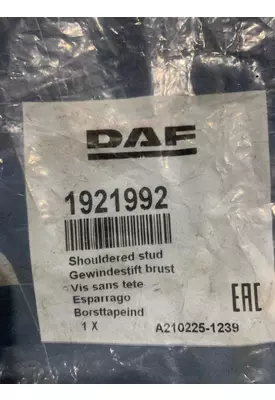 DAF
1921992
Shouldered stud
Gewindestift brust
Vis sans tete
Esparrago
Borsttapeind
EAC
1 X A210225-1239